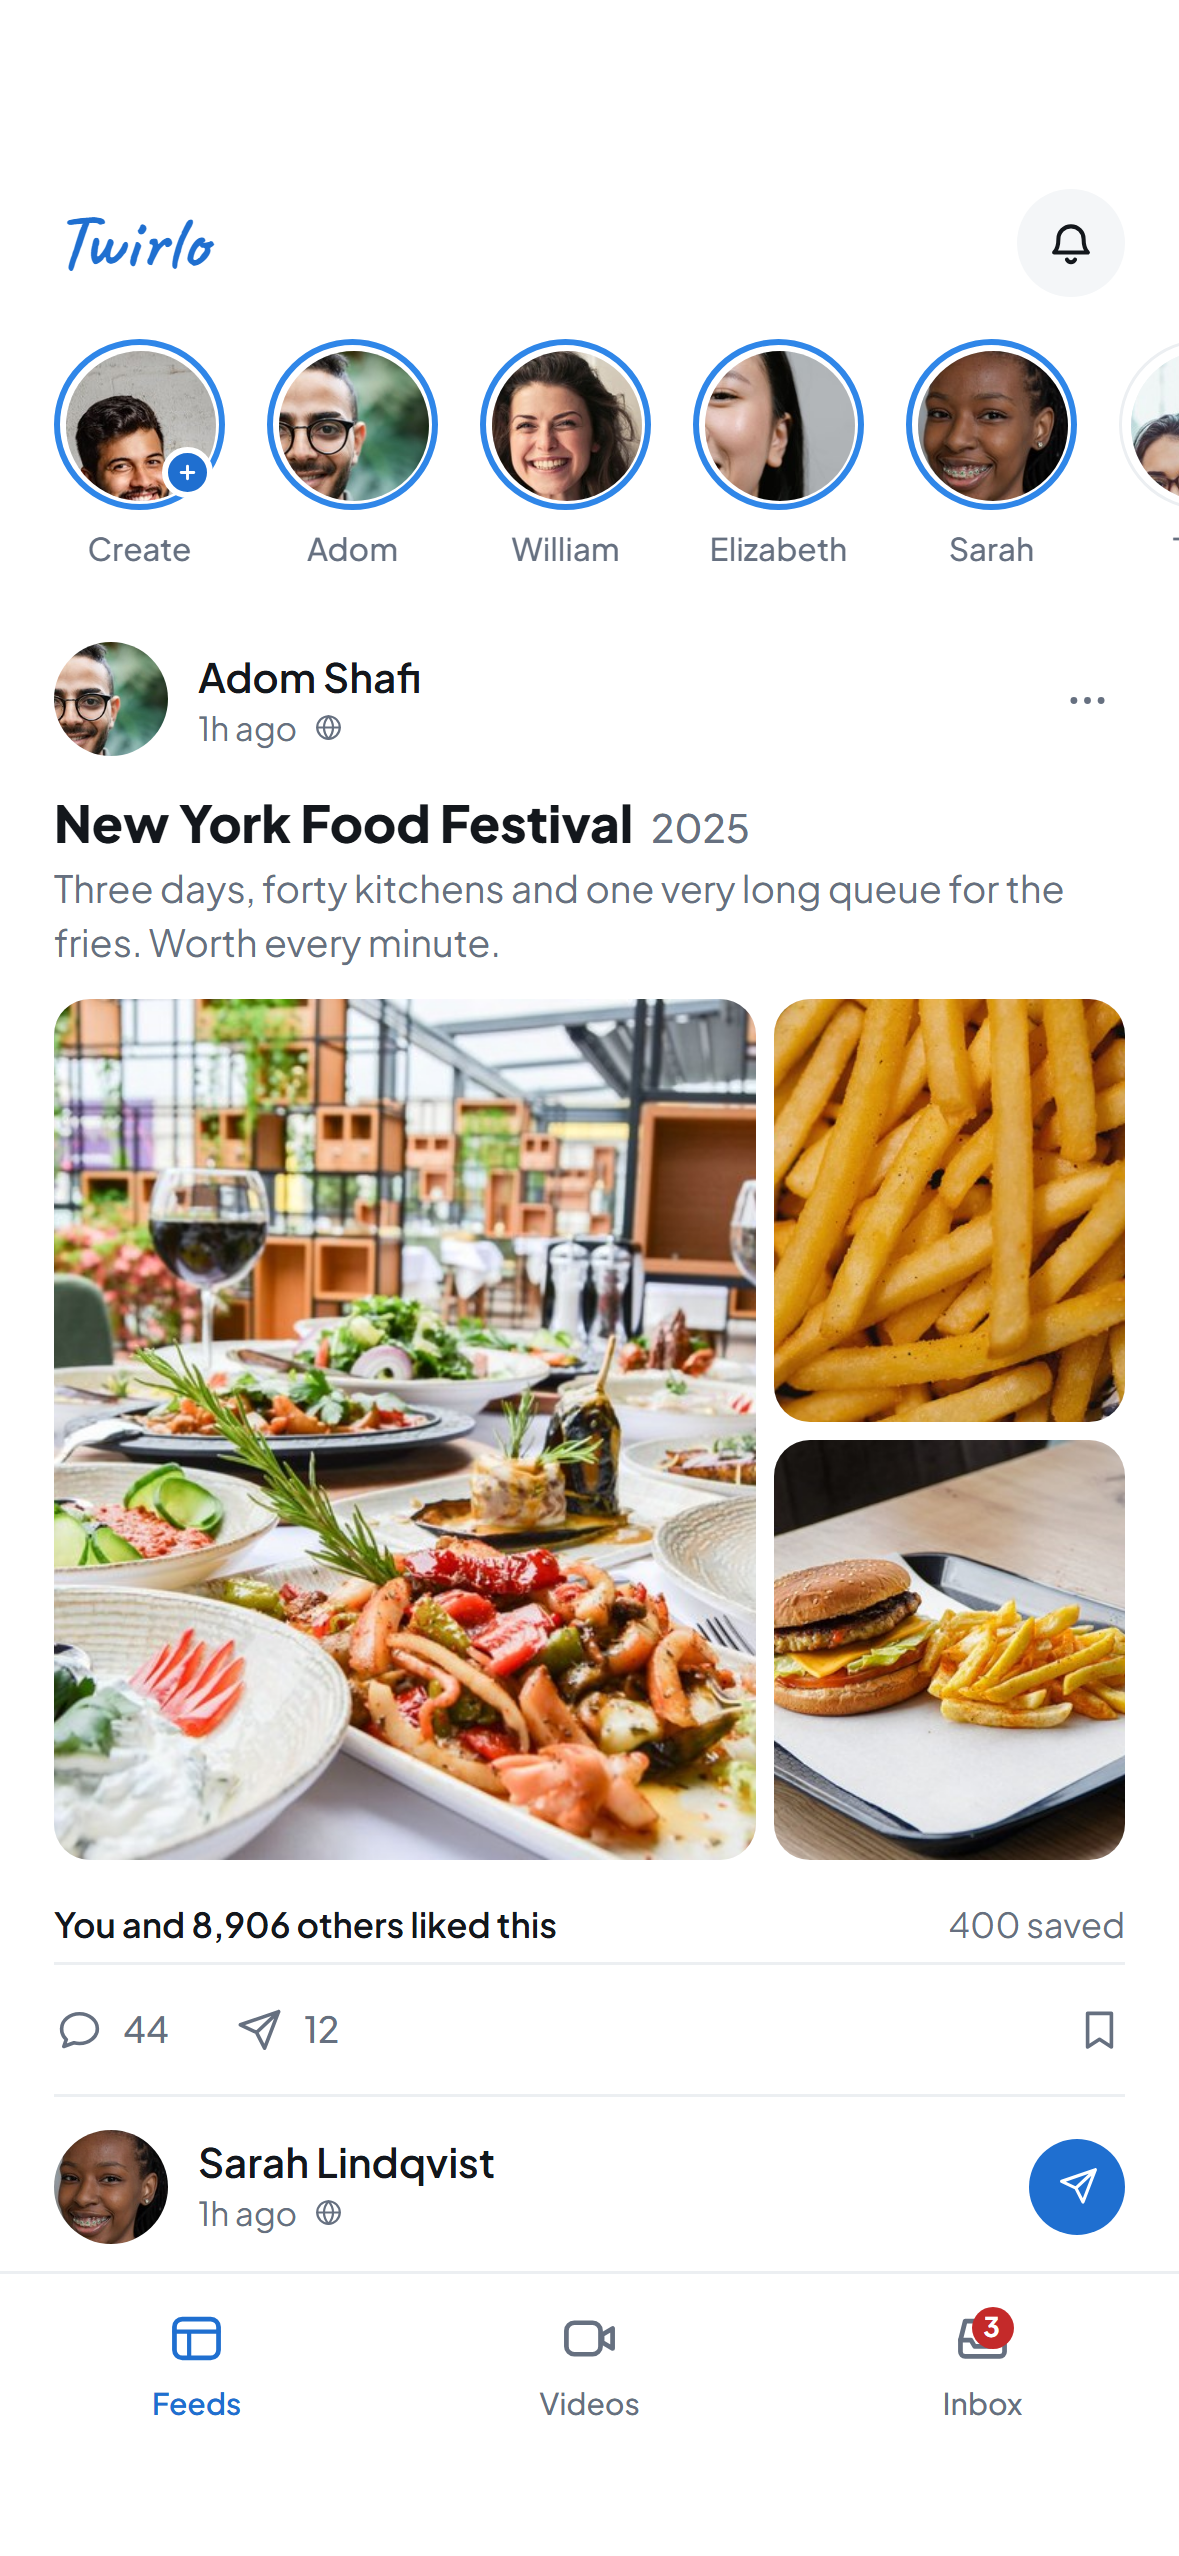 Twirlo
Create
Adom
William
Elizabeth
Sarah
Adom Shafi
1h ago
New York Food Festival 2025
Three days, forty kitchens and one very long queue for the
fries. Worth every minute.
You and 8,906 others liked this
400 saved
44
12
Sarah Lindqvist
1h ago
3
Feeds
Videos
Inbox